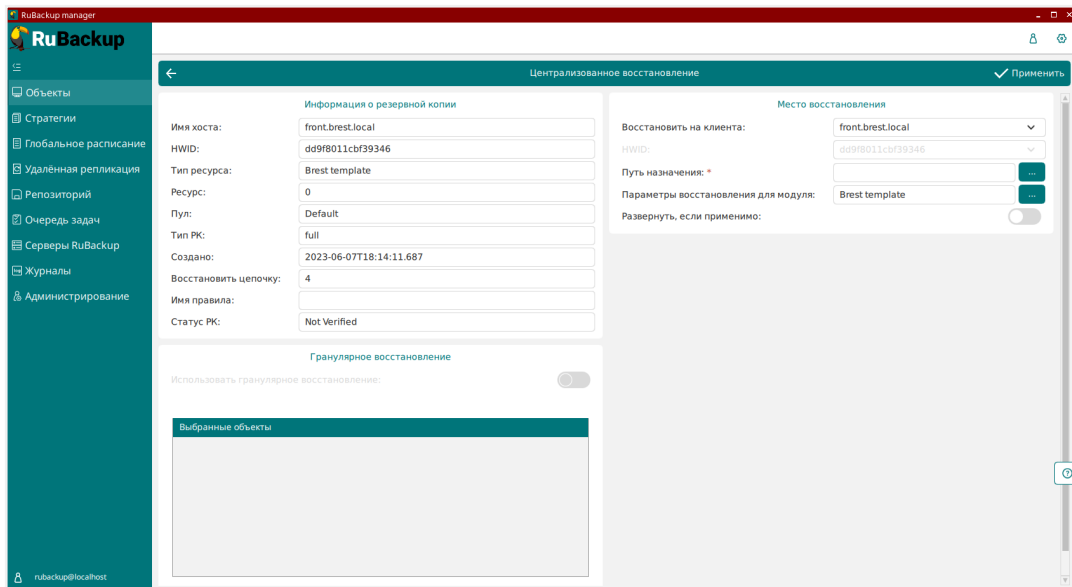 RuBackup manager
RuBackup
Объекты
Стратегии
Глобальное расписание
Удалённая репликация
Репозиторий
Очередь задач
Серверы RuBackup
Журналы
Администрирование
rubackup@localhost
Централизованное восстановление
Применить
Информация о резервной копии
Имя хоста: front.brest.local
HWID: dd9f8011cbf39346
Тип ресурса: Brest template
Ресурс: 0
Пул: Default
Тип РК: full
Создано: 2023-06-07T18:14:11.687
Восстановить цепочку: 4
Имя правила:
Статус РК: Not Verified
Гранулярное восстановление
Использовать гранулярное восстановление:
Выбранные объекты
Место восстановления
Восстановить на клиента: front.brest.local
HWID: dd9f8011cbf39346
Путь назначения: * ...
Параметры восстановления для модуля: Brest template ...
Развернуть, если применимо: